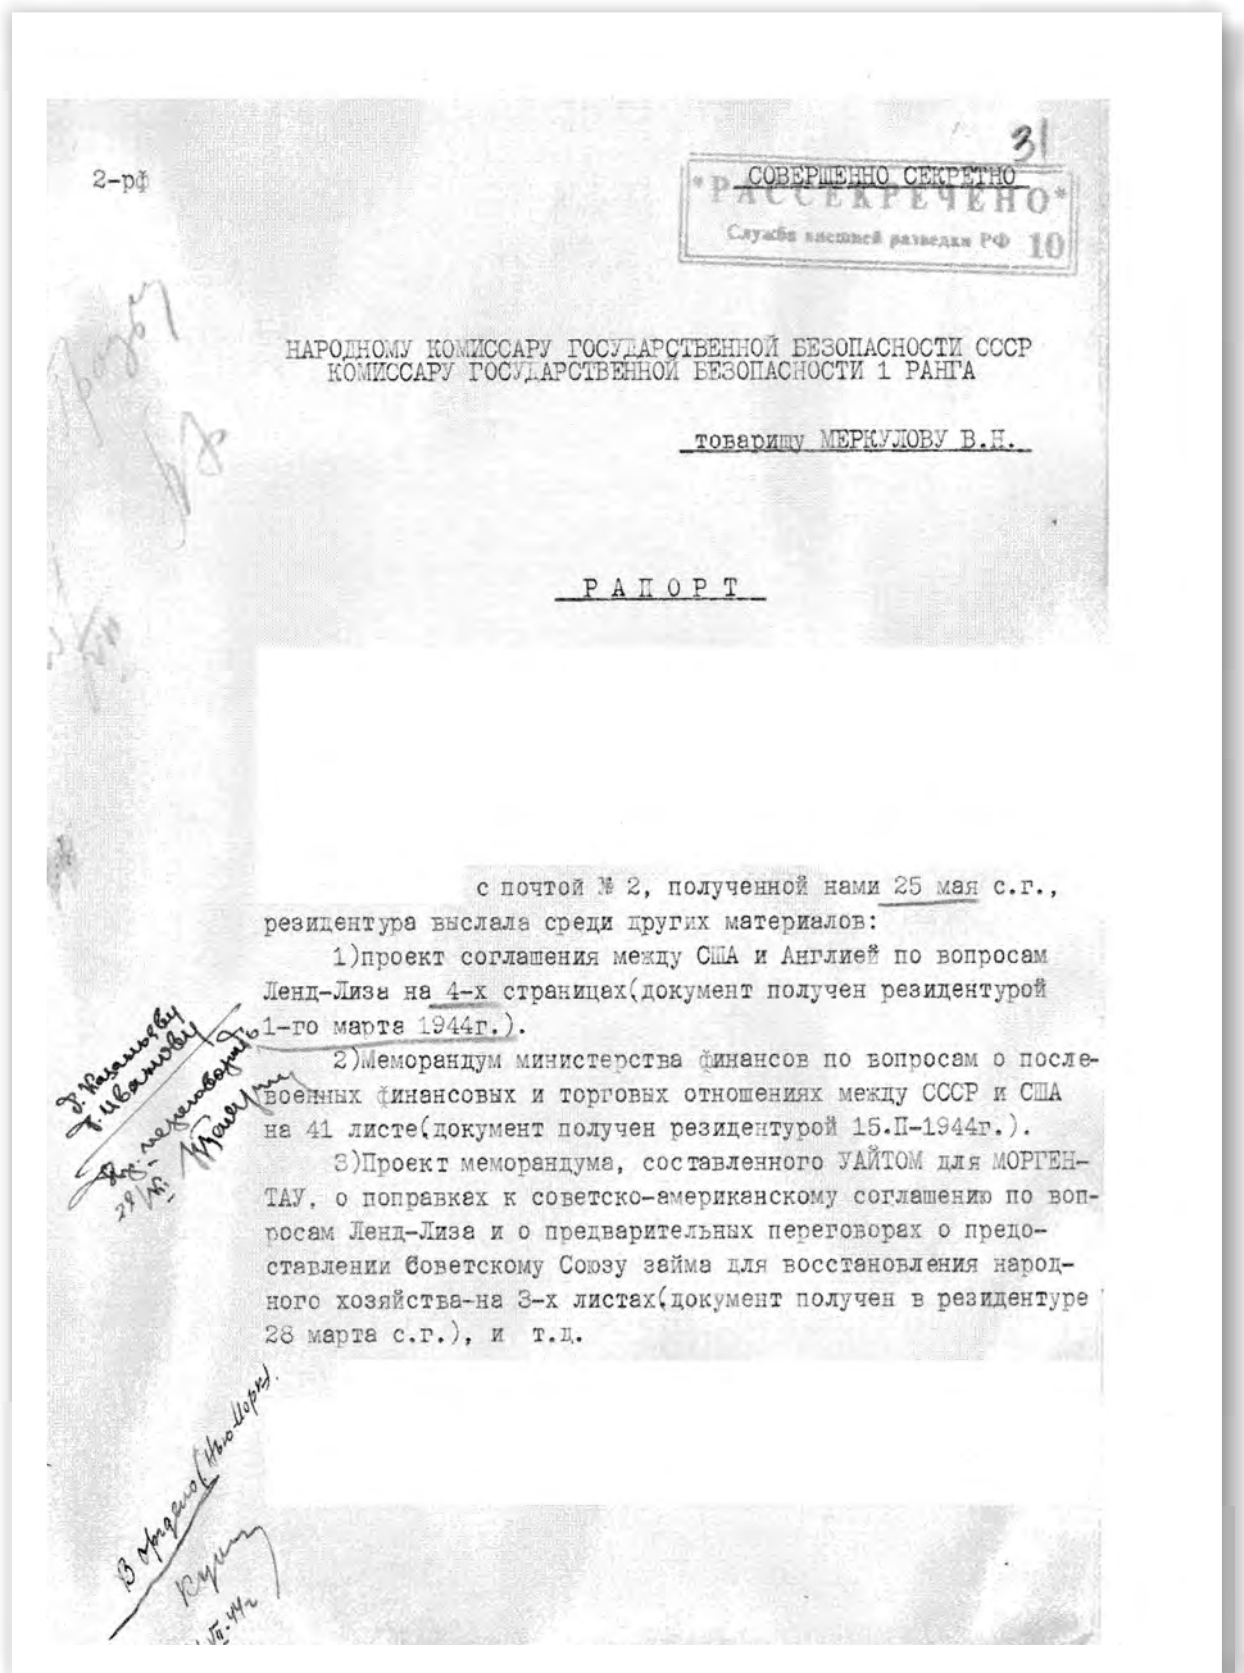 31
2-рф
СОВЕРШЕННО СЕКРЕТНО
"РАССЕКРЕЧЕНО"
Служба внешней разведки РФ 10
НАРОДНОМУ КОМИССАРУ ГОСУДАРСТВЕННОЙ БЕЗОПАСНОСТИ СССР
КОМИССАРУ ГОСУДАРСТВЕННОЙ БЕЗОПАСНОСТИ 1 РАНГА
товарищу МЕРКУЛОВУ В.Н.
РАПОРТ
с почтой № 2, полученной нами 25 мая с.г.,
резидентура выслала среди других материалов:
1)проект соглашения между США и Англией по вопросам
Ленд-Лиза на 4-х страницах(документ получен резидентурой
1-го марта 1944г.).
2)Меморандум министерства финансов по вопросам о после-
военных финансовых и торговых отношениях между СССР и США
на 41 листе(документ получен резидентурой 15.П-1944г.).
3)Проект меморандума, составленного УАЙТОМ для МОРГЕН-
ТАУ, о поправках к советско-американскому соглашению по воп-
росам Ленд-Лиза и о предварительных переговорах о предо-
ставлении Советскому Союзу займа для восстановления народ-
ного хозяйства-на 3-х листах(документ получен в резидентуре
28 марта с.г.), и т.д.
т. Иванову
переговорить
В орфдело (Нью-Йорк).